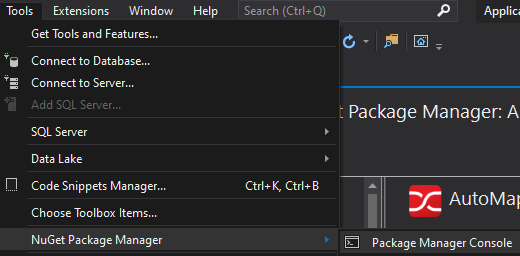 Tools Extensions Window Help Search (Ctrl+Q) Applica
Get Tools and Features...
Connect to Database...
Connect to Server...
Add SQL Server...
SQL Server
t Package Manager: A
Data Lake
Code Snippets Manager... Ctrl+K, Ctrl+B
AutoMap
Choose Toolbox Items...
NuGet Package Manager
Package Manager Console